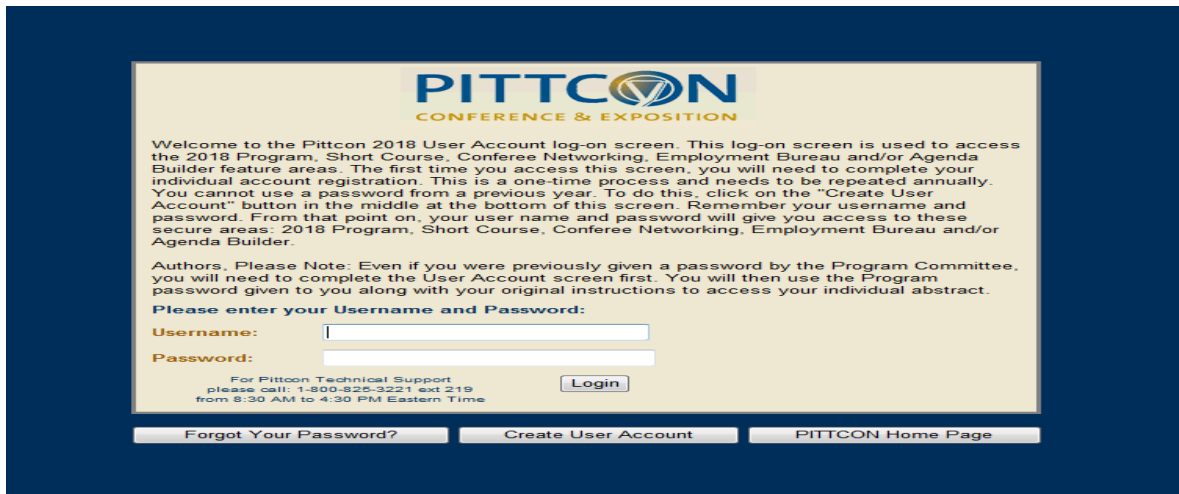 PITTCON
CONFERENCE & EXPOSITION
Welcome to the Pittcon 2018 User Account log-on screen. This log-on screen is used to access
the 2018 Program, Short Course, Conferee Networking, Employment Bureau and/or Agenda
Builder feature areas. The first time you access this screen, you will need to complete your
individual account registration. This is a one-time process and needs to be repeated annually.
You cannot use a password from a previous year. To do this, click on the "Create User
Account" button in the middle at the bottom of this screen. Remember your username and
password. From that point on, your user name and password will give you access to these
secure areas: 2018 Program, Short Course, Conferee Networking, Employment Bureau and/or
Agenda Builder.
Authors, Please Note: Even if you were previously given a password by the Program Committee,
you will need to complete the User Account screen first. You will then use the Program
password given to you along with your original instructions to access your individual abstract.
Please enter your Username and Password:
Username:
Password:
For Pittcon Technical Support
please call: 1-800-825-3221 ext 219
from 8:30 AM to 4:30 PM Eastern Time
Login
Forgot Your Password? Create User Account PITTCON Home Page